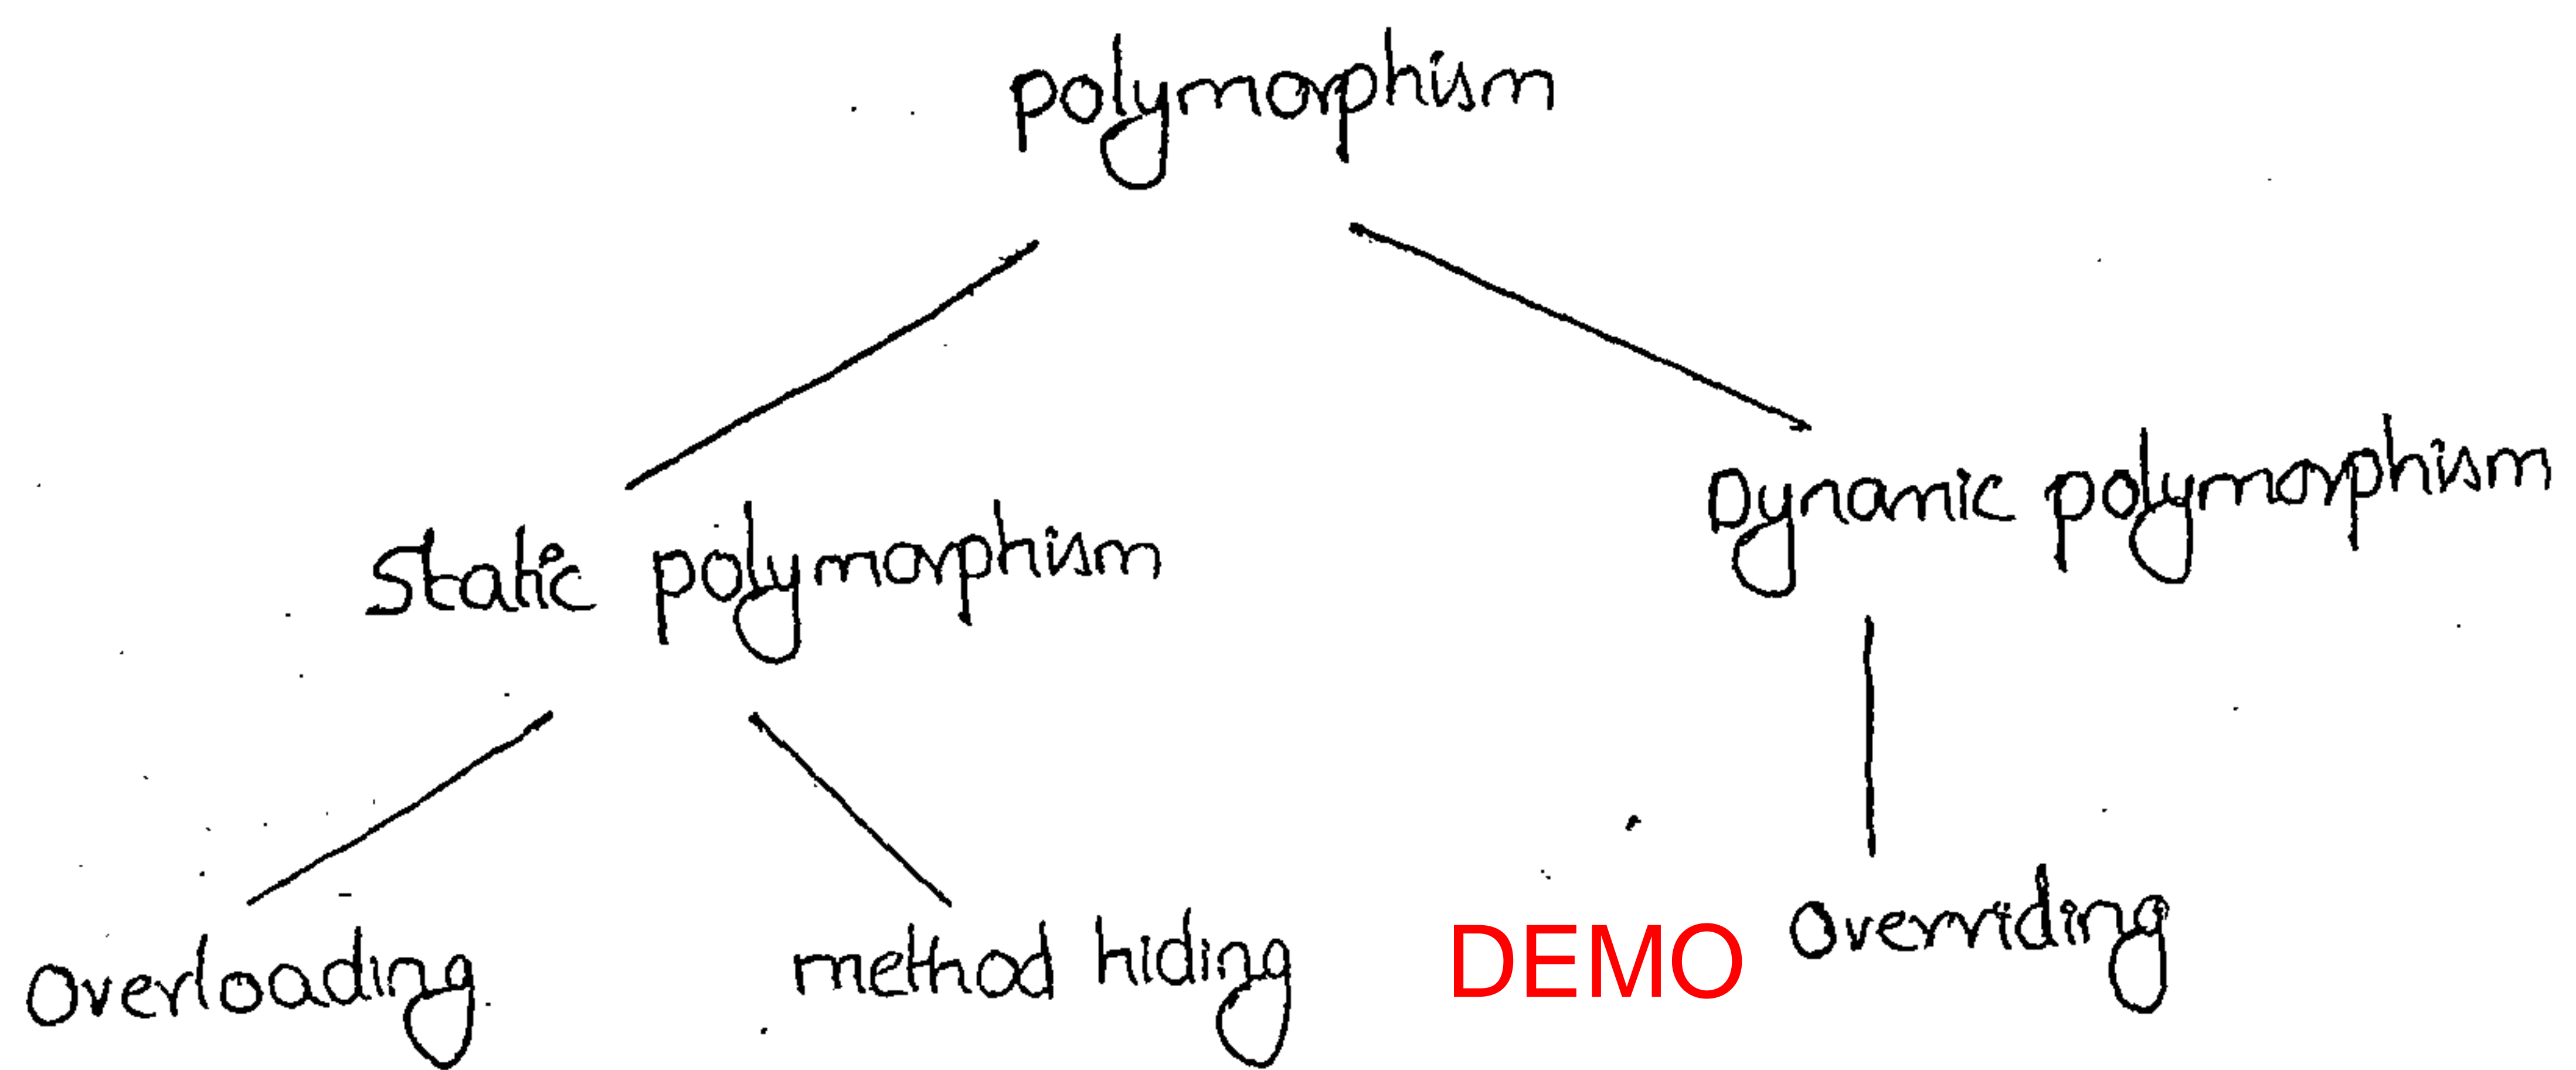 polymorphism
Static polymorphism
Dynamic polymorphism
Overloading
method hiding
DEMO
Overriding